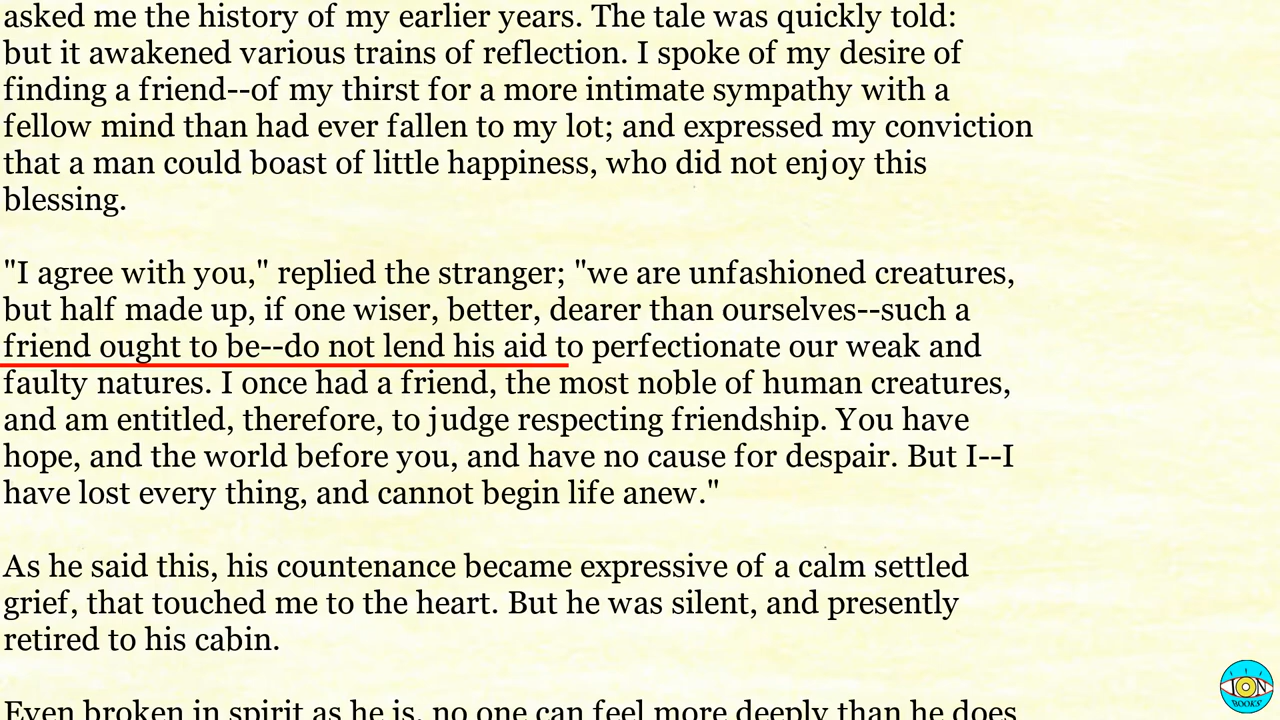 asked me the history of my earlier years. The tale was quickly told:
but it awakened various trains of reflection. I spoke of my desire of
finding a friend--of my thirst for a more intimate sympathy with a
fellow mind than had ever fallen to my lot; and expressed my conviction
that a man could boast of little happiness, who did not enjoy this
blessing.
"I agree with you," replied the stranger; "we are unfashioned creatures,
but half made up, if one wiser, better, dearer than ourselves--such a
friend ought to be--do not lend his aid to perfectionate our weak and
faulty natures. I once had a friend, the most noble of human creatures,
and am entitled, therefore, to judge respecting friendship. You have
hope, and the world before you, and have no cause for despair. But I--I
have lost every thing, and cannot begin life anew."
As he said this, his countenance became expressive of a calm settled
grief, that touched me to the heart. But he was silent, and presently
retired to his cabin.
Even broken in spirit as he is, no one can feel more deeply than he does
ION
BOOKS